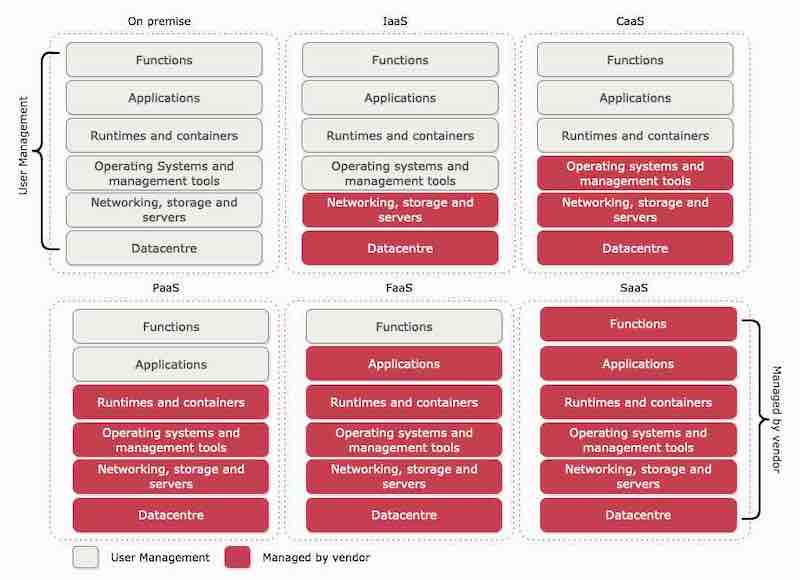 On premise
IaaS
CaaS
User Management
Functions
Applications
Runtimes and containers
Operating Systems and
management tools
Networking, storage and
servers
Datacentre
Functions
Applications
Runtimes and containers
Operating systems and
management tools
Networking, storage and
servers
Datacentre
Functions
Applications
Runtimes and containers
Operating systems and
management tools
Networking, storage and
servers
Datacentre
PaaS
FaaS
SaaS
Functions
Applications
Runtimes and containers
Operating systems and
management tools
Networking, storage and
servers
Datacentre
Functions
Applications
Runtimes and containers
Operating systems and
management tools
Networking, storage and
servers
Datacentre
Functions
Applications
Runtimes and containers
Operating systems and
management tools
Networking, storage and
servers
Datacentre
Managed by vendor
User Management
Managed by vendor